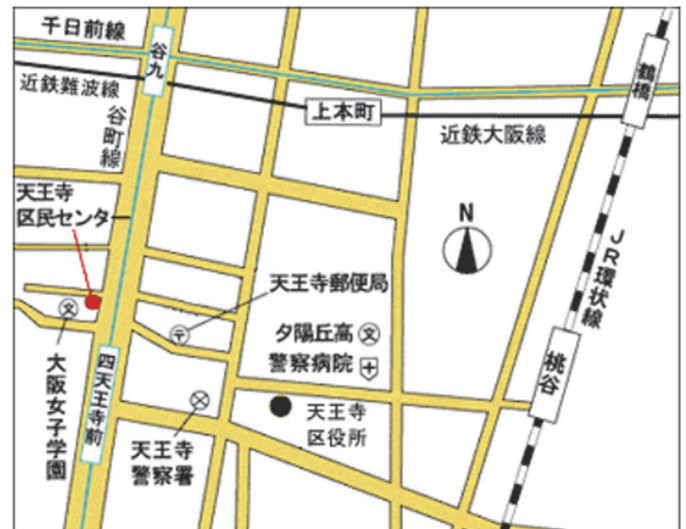 千日前線
谷九
鶴橋
近鉄難波線
上本町
谷町線
近鉄大阪線
天王寺
区民センタ
N
JR環状線
天王寺郵便局
夕陽丘高
文
文
警察病院
桃谷
四天王寺前
大阪女子学園
天王寺
区役所
天王寺
警察署